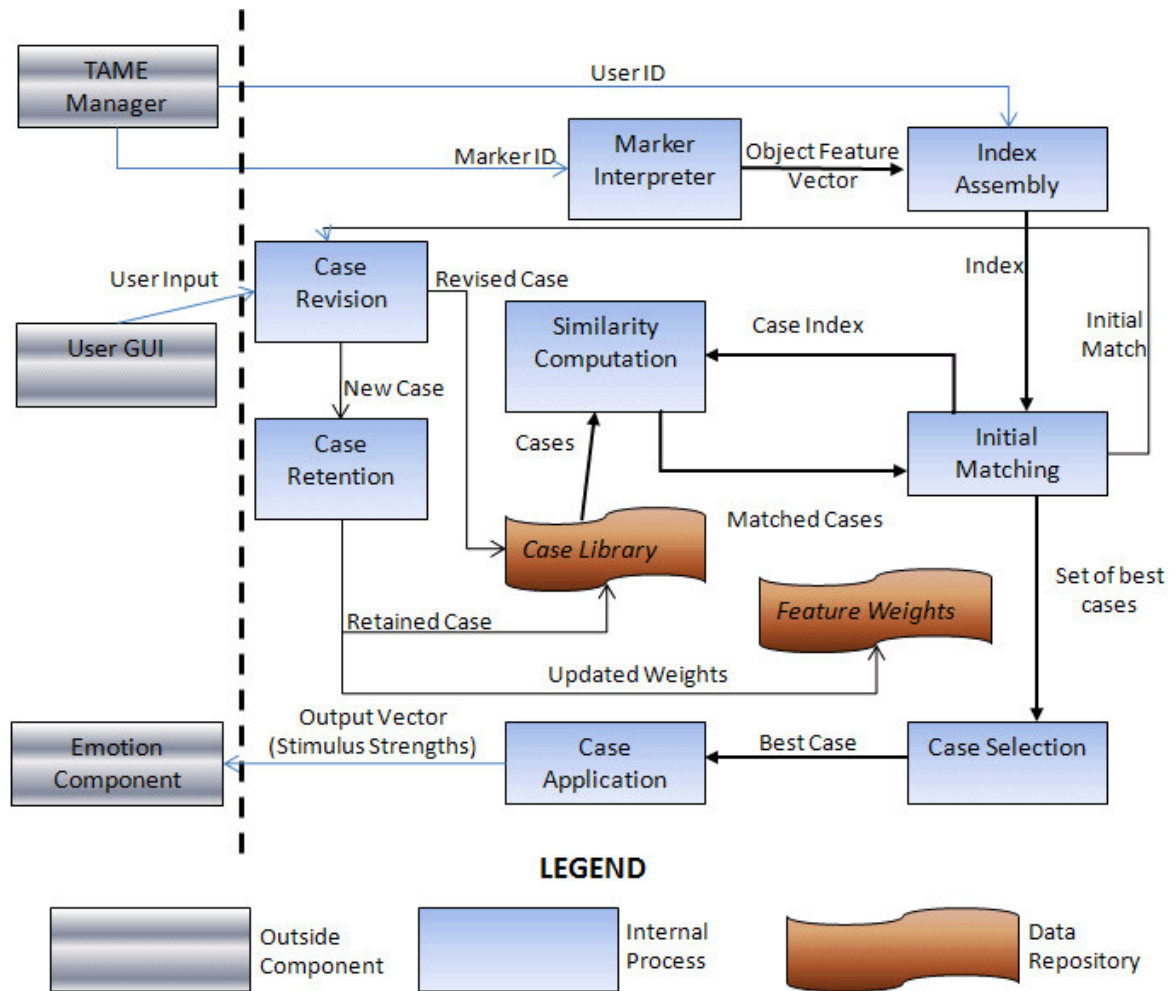 TAME
Manager
User ID
Marker ID
Marker
Interpreter
Object Feature
Vector
Index
Assembly
User Input
Case
Revision
Revised Case
Index
User GUI
Similarity
Computation
Case Index
Initial
Match
New Case
Case
Retention
Cases
Initial
Matching
Case Library
Matched Cases
Set of best
cases
Feature Weights
Retained Case
Updated Weights
Emotion
Component
Output Vector
(Stimulus Strengths)
Case
Application
Best Case
Case Selection
LEGEND
Outside
Component
Internal
Process
Data
Repository